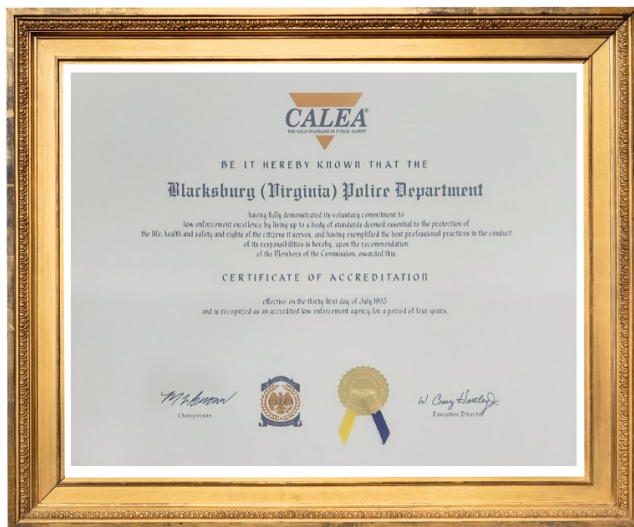 CALEA®
THE GOLD STANDARD IN PUBLIC SAFETY
BE IT HEREBY KNOWN THAT THE
Blacksburg (Virginia) Police Department
having fully demonstrated its voluntary commitment to
law enforcement excellence by living up to a body of standards deemed essential to the protection of
the life, health and safety and rights of the citizens it serves, and having exemplified the best professional practices in the conduct
of its responsibilities is hereby, upon the recommendation
of the Members of the Commission, awarded this
CERTIFICATE OF ACCREDITATION
effective on the thirty first day of July 1993
and is recognized as an accredited law enforcement agency for a period of four years.
W. Craig Hartley Jr
Chairperson
Executive Director